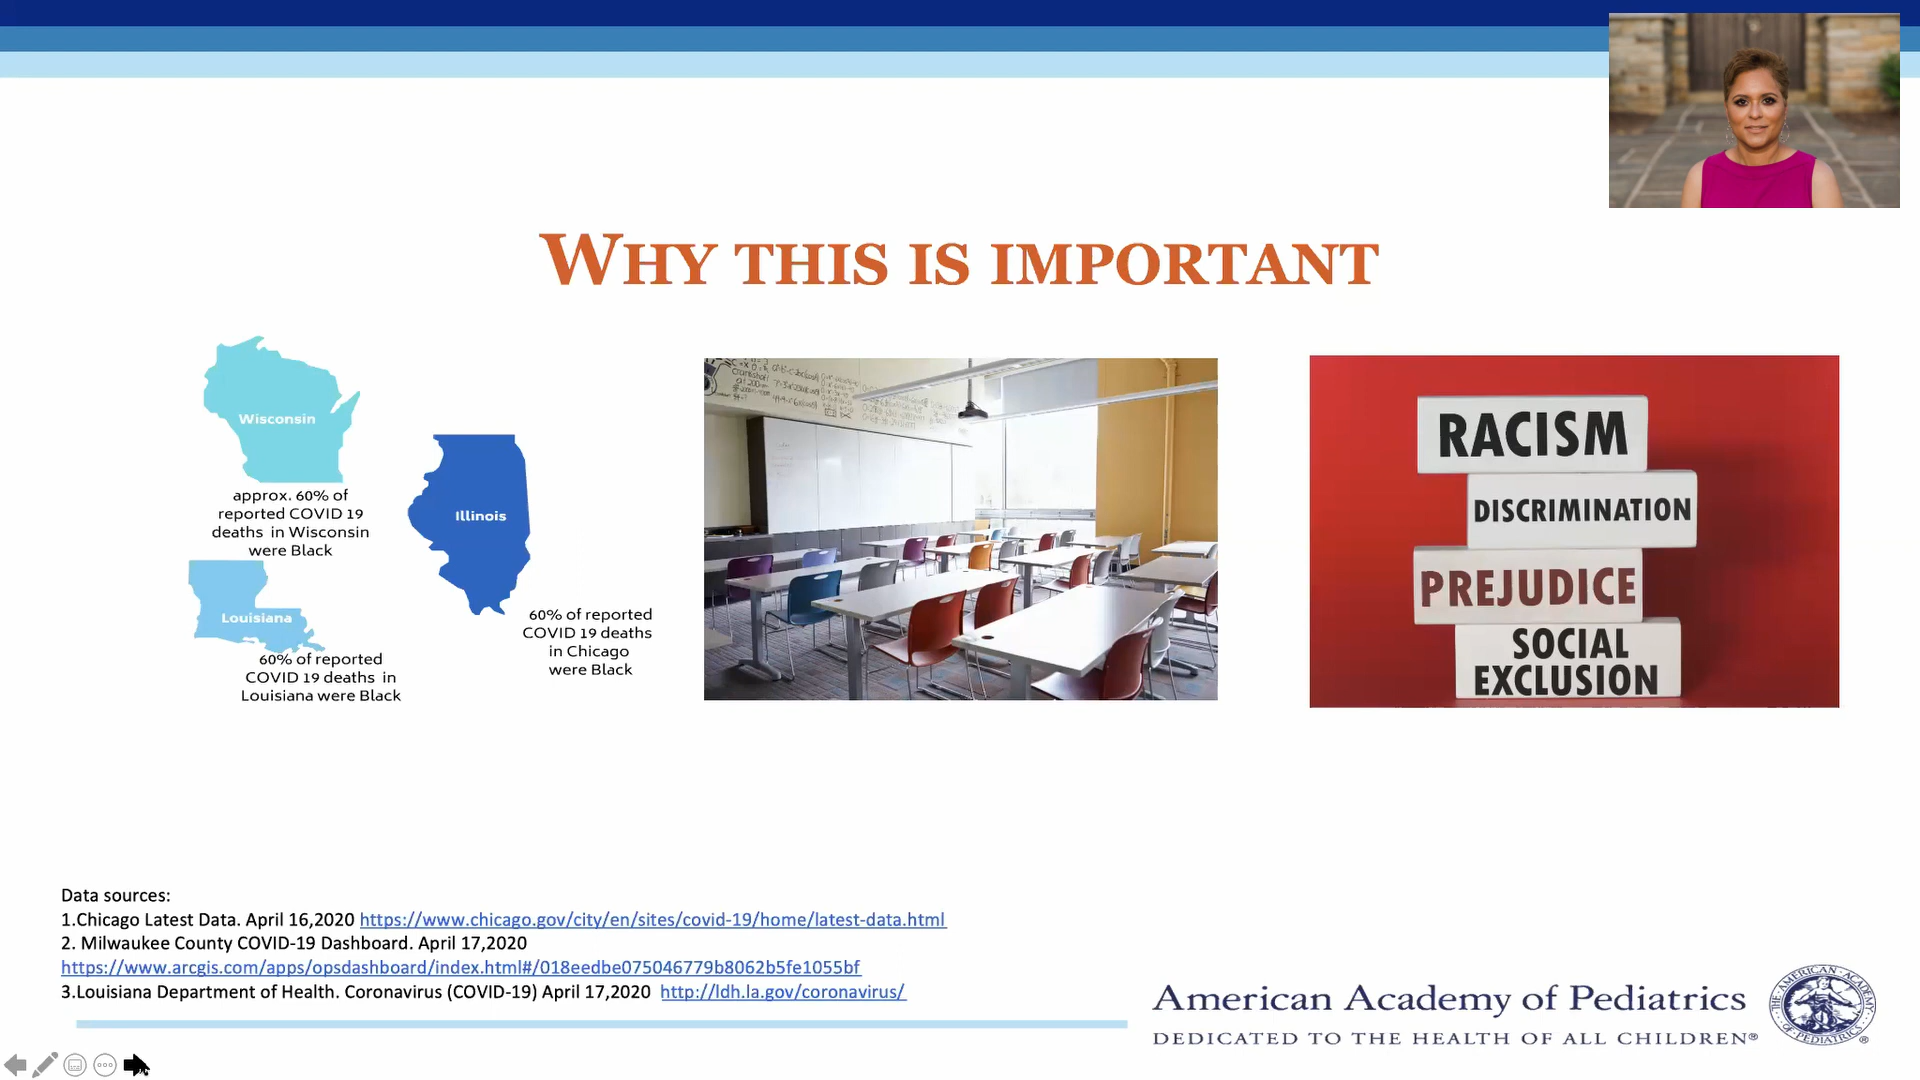 WHY THIS IS IMPORTANT
Wisconsin
approx. 60% of
reported COVID 19
deaths in Wisconsin
were Black
Illinois
60% of reported
COVID 19 deaths
in Chicago
were Black
Louisiana
60% of reported
COVID 19 deaths in
Louisiana were Black
RACISM
DISCRIMINATION
PREJUDICE
SOCIAL
EXCLUSION
Data sources:
1.Chicago Latest Data. April 16,2020 https://www.chicago.gov/city/en/sites/covid-19/home/latest-data.html
2. Milwaukee County COVID-19 Dashboard. April 17,2020
https://www.arcgis.com/apps/opsdashboard/index.html#/018eedbe075046779b8062b5fe1055bf
3.Louisiana Department of Health. Coronavirus (COVID-19) April 17,2020 http://ldh.la.gov/coronavirus/
American Academy of Pediatrics
DEDICATED TO THE HEALTH OF ALL CHILDREN®
THE AMERICAN ACADEMY OF PEDIATRICS ®